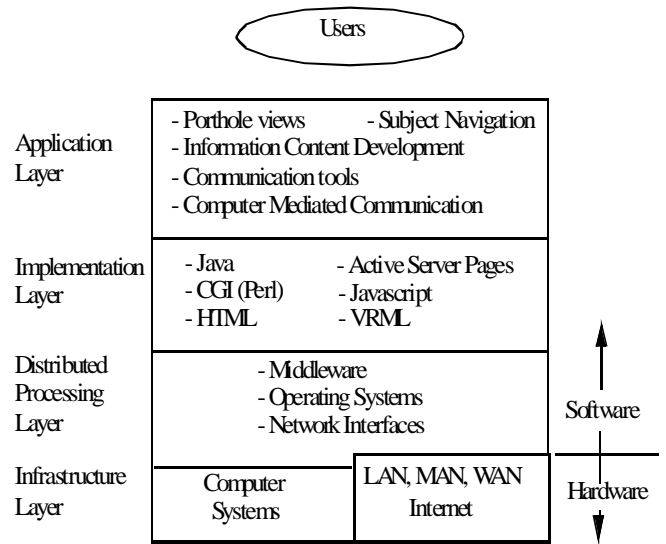 Users
Application
Layer
- Porthole views - Subject Navigation
- Information Content Development
- Communication tools
- Computer Mediated Communication
Implementation
Layer
- Java - Active Server Pages
- CGI (Perl) - Javascript
- HTML - VRML
Distributed
Processing
Layer
- Middleware
- Operating Systems
- Network Interfaces
Software
Infrastructure
Layer
Computer
Systems
LAN, MAN, WAN
Internet
Hardware